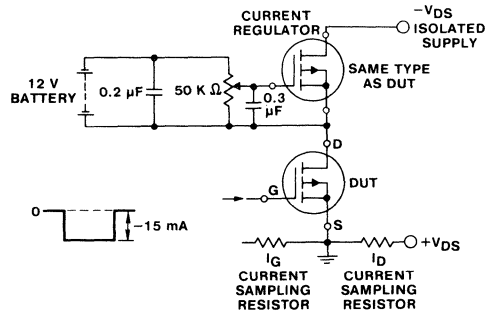 CURRENT
REGULATOR
−VDS
ISOLATED
SUPPLY
12 V
BATTERY
0.2 µF
50 K Ω
0.3
µF
SAME TYPE
AS DUT
D
G
DUT
S
0
−15 mA
+VDS
IG
CURRENT
SAMPLING
RESISTOR
ID
CURRENT
SAMPLING
RESISTOR